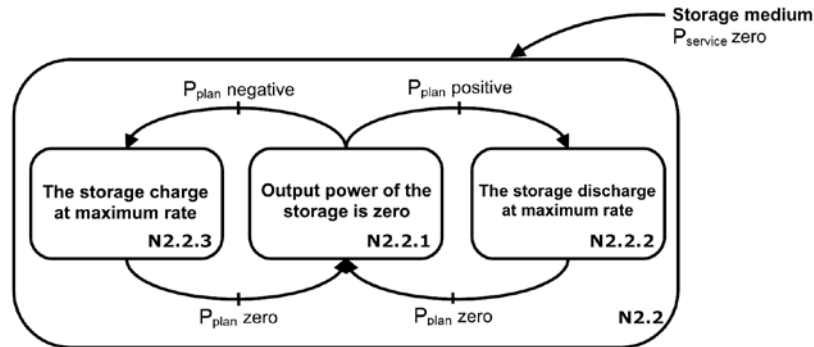 Storage medium
Pservice zero
Pplan negative
Pplan positive
The storage charge
at maximum rate
N2.2.3
Output power of the
storage is zero
N2.2.1
The storage discharge
at maximum rate
N2.2.2
Pplan zero
Pplan zero
N2.2